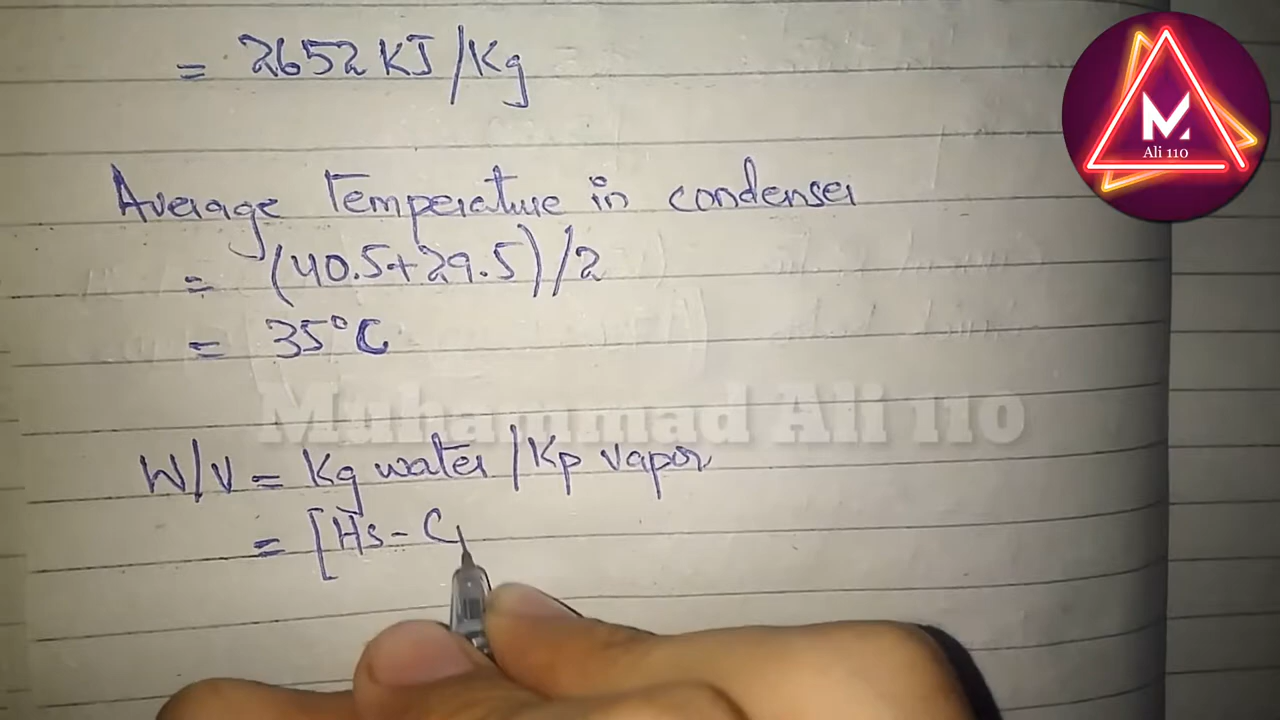 = 2652 KJ/Kg
Average Temperature in condenser
= (40.5+29.5)/2
= 35°C
W/V = Kg water/Kp vapor
= [Hs - C
M.
Ali 110
Muhammad Ali 110